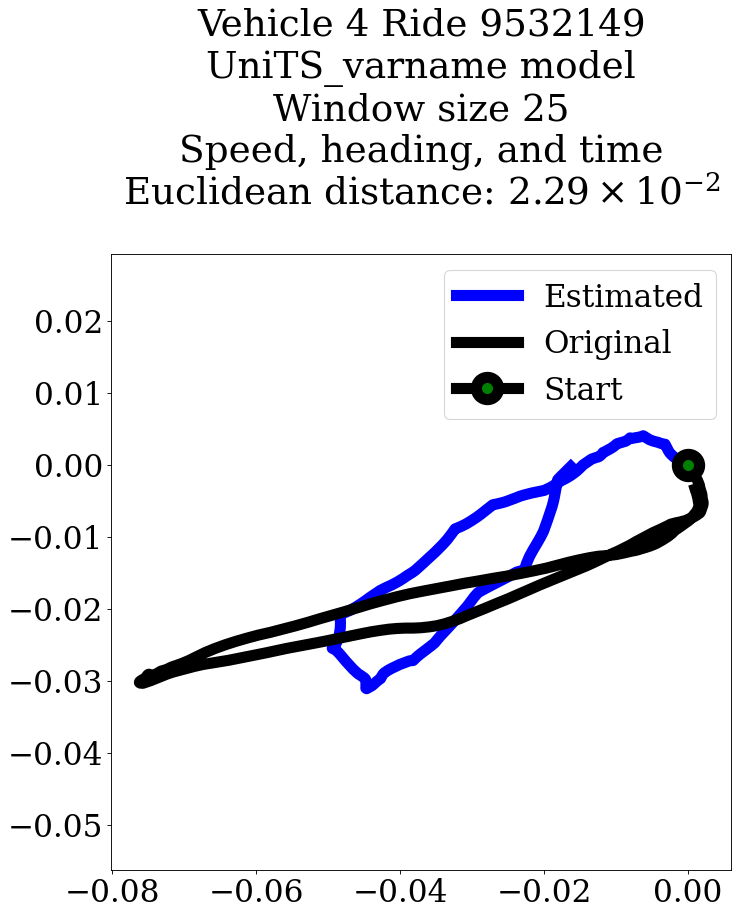 Vehicle 4 Ride 9532149
UniTS_varname model
Window size 25
Speed, heading, and time
Euclidean distance: 2.29 × 10⁻²
Estimated
Original
Start
0.02
0.01
0.00
−0.01
−0.02
−0.03
−0.04
−0.05
−0.08 −0.06 −0.04 −0.02 0.00